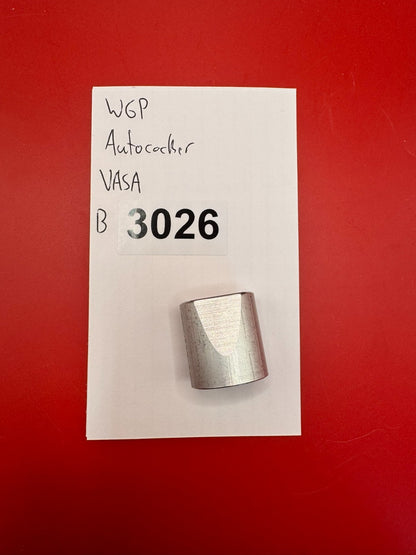 WGP
Autococker
VASA
B 3026